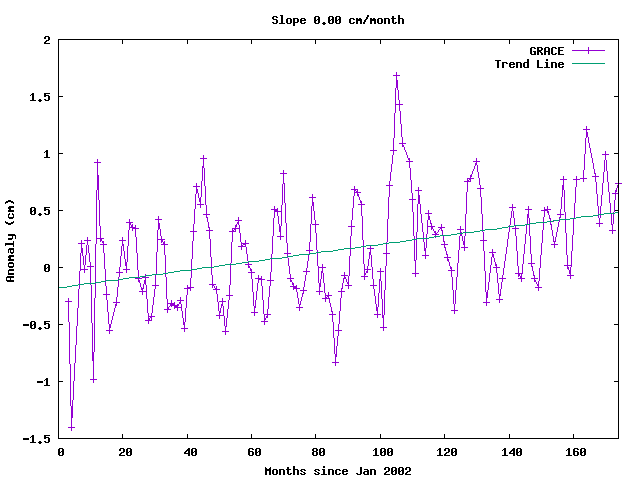 Slope 0.00 cm/month
GRACE
Trend Line
2
1.5
1
0.5
0
-0.5
-1
-1.5
Anomaly (cm)
0 20 40 60 80 100 120 140 160
Months since Jan 2002